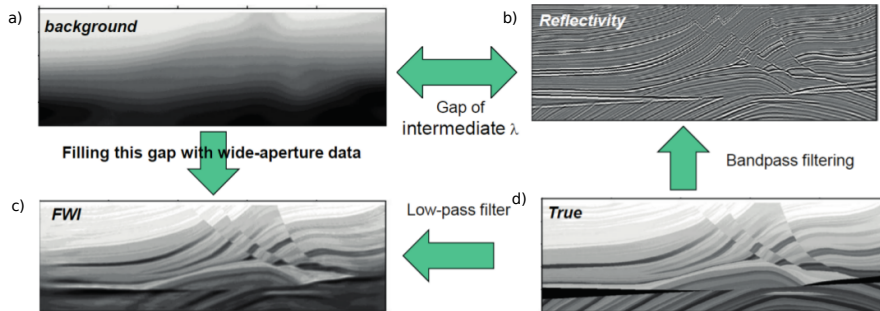 a)
background
b)
Reflectivity
Gap of
intermediate λ
Filling this gap with wide-aperture data
Bandpass filtering
c)
FWI
Low-pass filter
d)
True